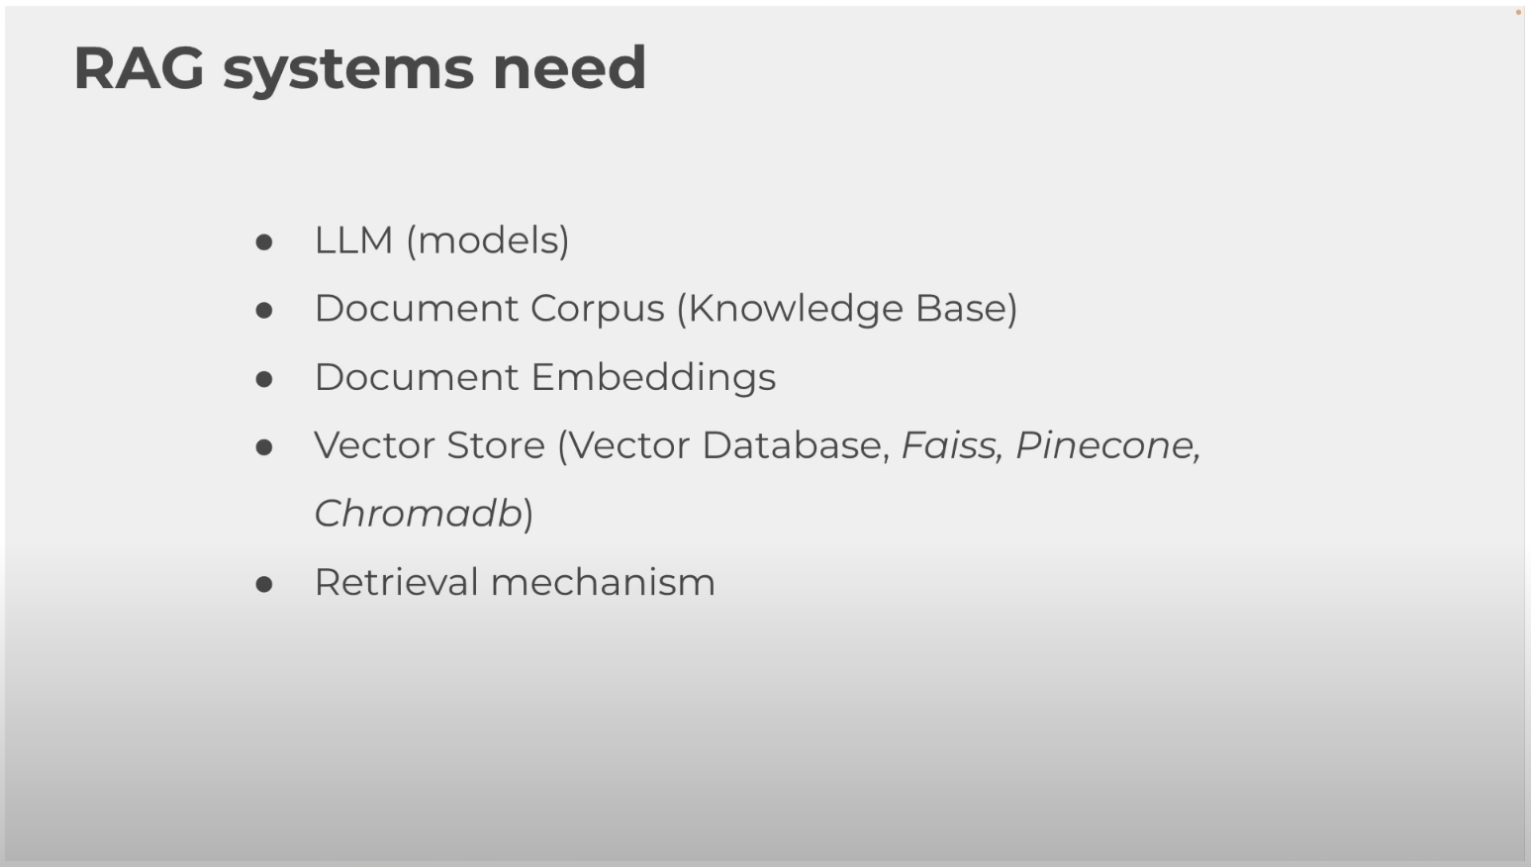 RAG systems need
● LLM (models)
● Document Corpus (Knowledge Base)
● Document Embeddings
● Vector Store (Vector Database, Faiss, Pinecone,
Chromadb)
● Retrieval mechanism